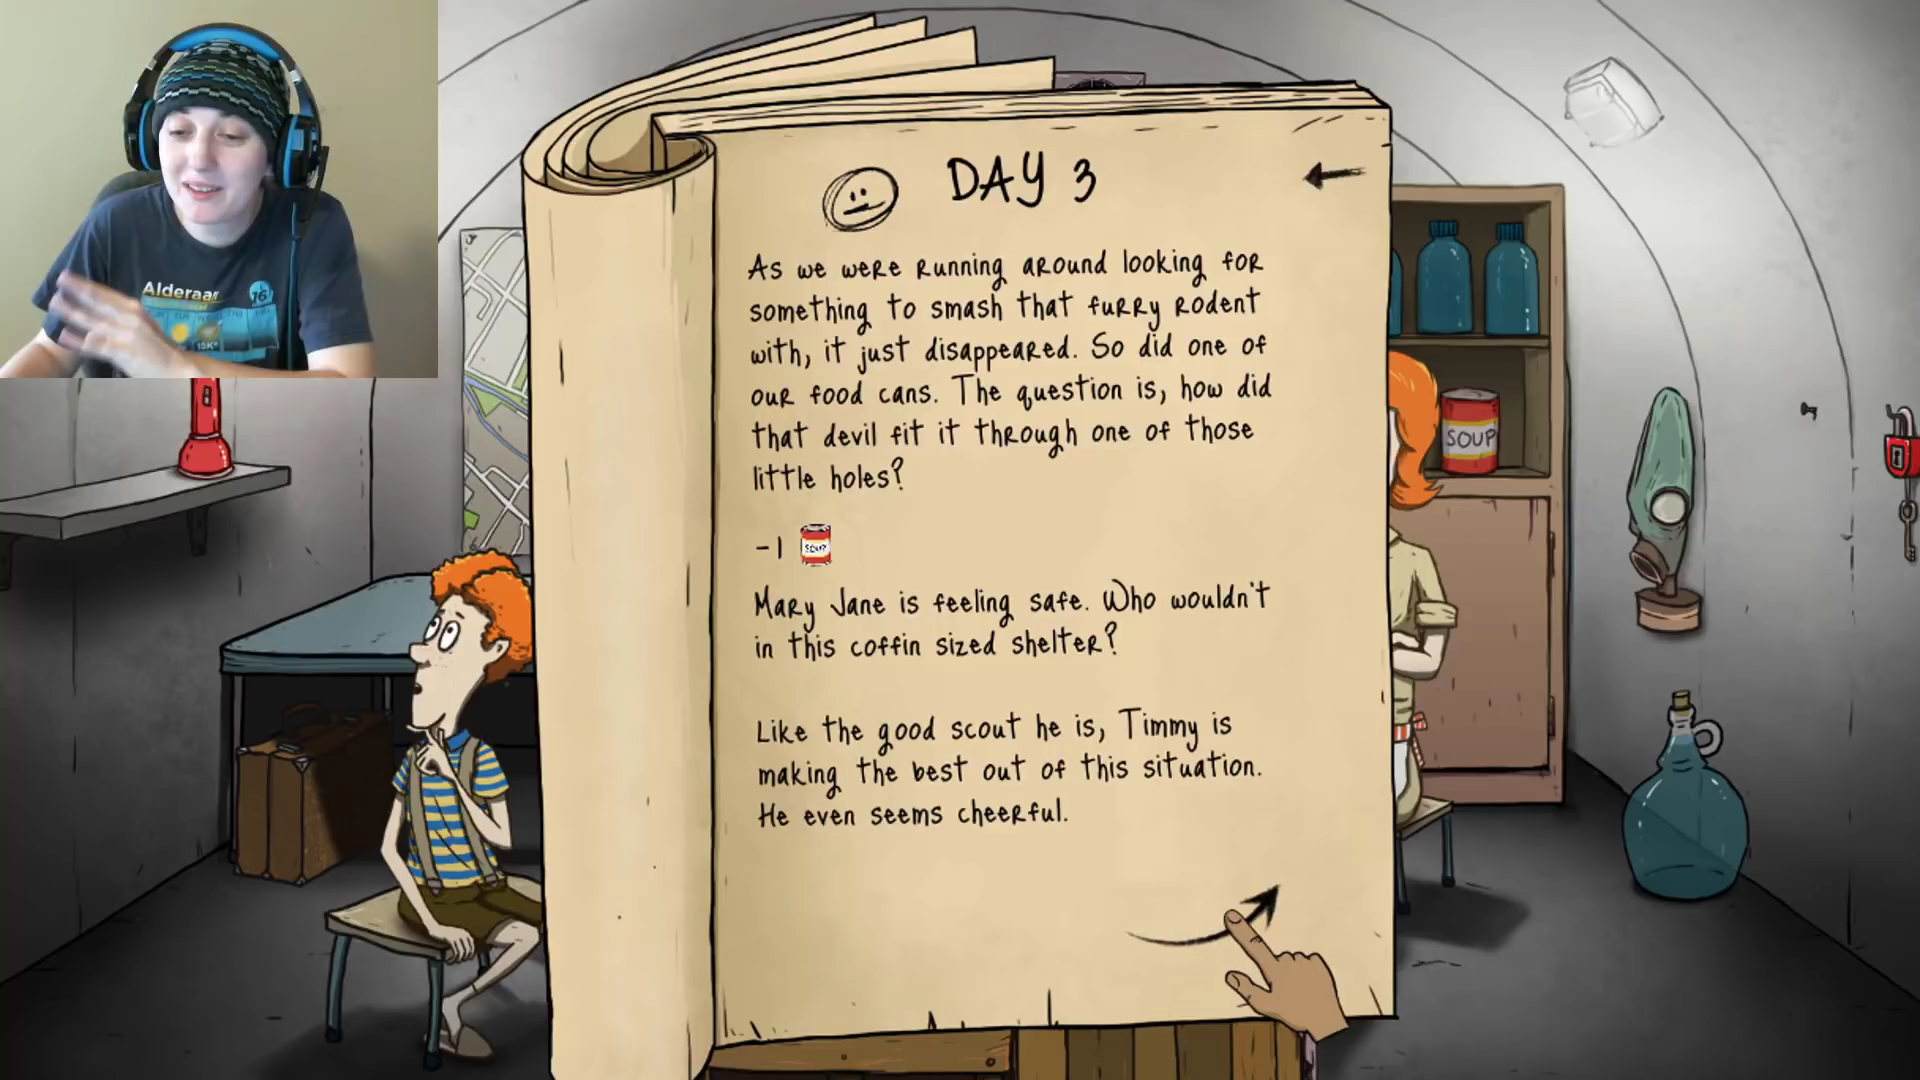 DAY 3
As we were running around looking for
something to smash that furry rodent
with, it just disappeared. So did one of
our food cans. The question is, how did
that devil fit it through one of those
little holes?
-1 SOUP
Mary Jane is feeling safe. Who wouldn't
in this coffin sized shelter?
Like the good scout he is, Timmy is
making the best out of this situation.
He even seems cheerful.
SOUP
Alderaan
16
15K°